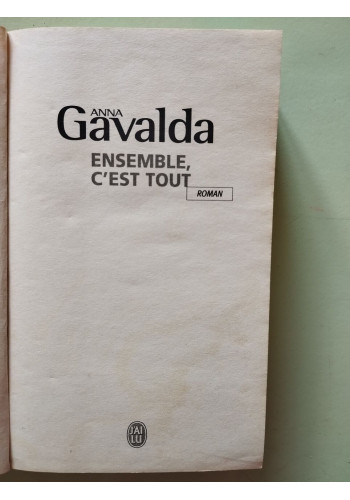 ANNA
Gavalda
ENSEMBLE,
C'EST TOUT
ROMAN
J'AI
LU